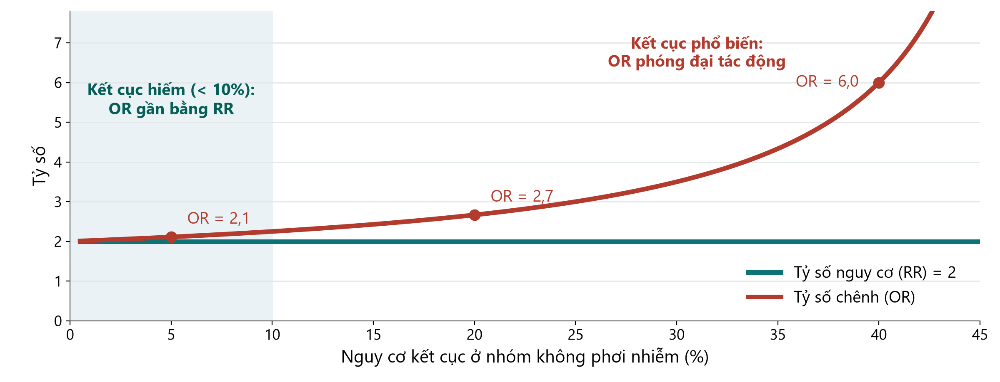 Kết cục phổ biến:
OR phóng đại tác động
OR = 6,0
Kết cục hiếm (< 10%):
OR gần bằng RR
OR = 2,7
OR = 2,1
Tỷ số
7
6
5
4
3
2
1
0
Tỷ số nguy cơ (RR) = 2
Tỷ số chênh (OR)
0 5 10 15 20 25 30 35 40 45
Nguy cơ kết cục ở nhóm không phơi nhiễm (%)